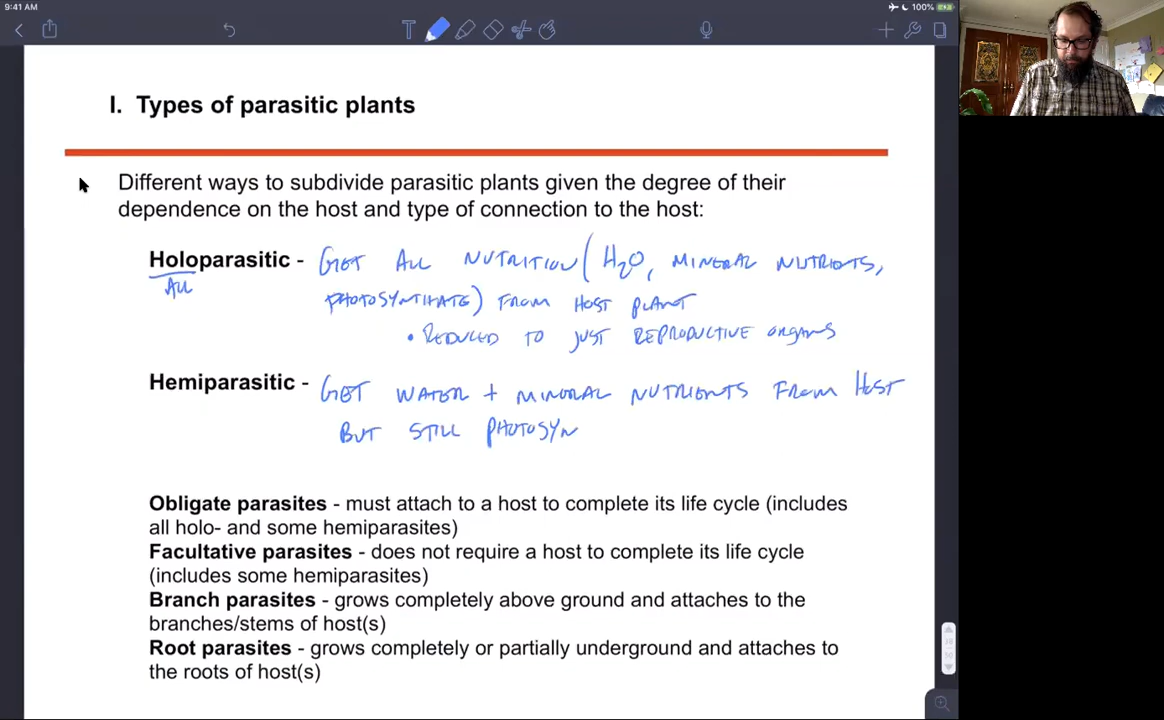 9:41 AM
100%
I. Types of parasitic plants
Different ways to subdivide parasitic plants given the degree of their
dependence on the host and type of connection to the host:
Holoparasitic - GET ALL NUTRITION (H2O, MINERAL NUTRIENTS,
ALL
PHOTOSYNTHATE) FROM HOST PLANT
• REDUCED TO JUST REPRODUCTIVE ORGANS
Hemiparasitic - GET WATER + MINERAL NUTRIENTS FROM HOST
BUT STILL PHOTOSYN
Obligate parasites - must attach to a host to complete its life cycle (includes
all holo- and some hemiparasites)
Facultative parasites - does not require a host to complete its life cycle
(includes some hemiparasites)
Branch parasites - grows completely above ground and attaches to the
branches/stems of host(s)
Root parasites - grows completely or partially underground and attaches to
the roots of host(s)